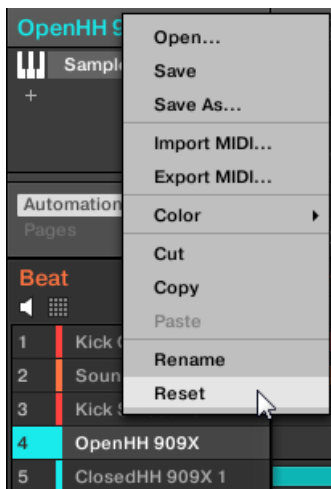 OpenHH 9
Open...
Save
Save As...
Import MIDI...
Export MIDI...
Color
Cut
Copy
Paste
Rename
Reset
+
Automation
Pages
Beat
1 Kick
2 Soun
3 Kick
4 OpenHH 909X
5 ClosedHH 909X 1